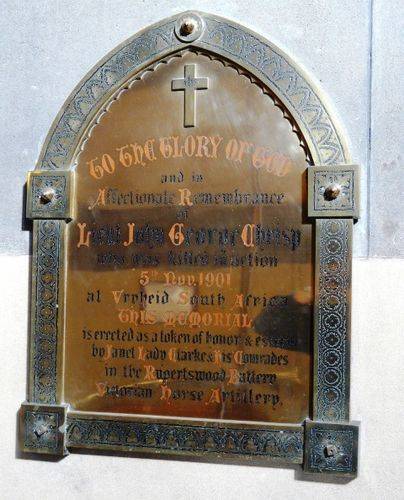 To The Glory of God
and in
Affectionate Remembrance
of
Lieut John George Chrisp
who was killed in action
5th Nov. 1901
at Vryheid South Africa
This Memorial
is erected as a token of honor & esteem
by Janet Lady Clarke & his Comrades
in the Rupertswood Battery
Victorian Horse Artillery.